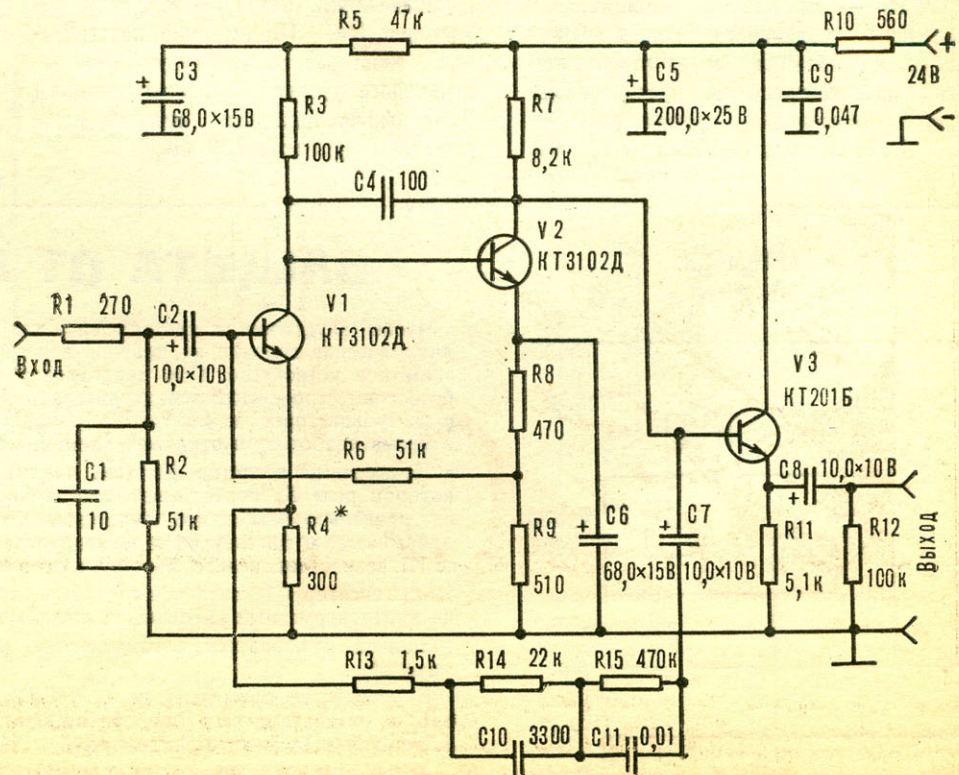 R5 47к
R10 560
+
C3
+
68,0×15В
R3
100к
R7
8,2к
+
C5
200,0×25В
C9
0,047
24В
-
C4 100
V2
КТ3102Д
R1 270
C2
+
10,0×10В
Вход
V1
КТ3102Д
V3
КТ201Б
R8
470
R6 51к
C1
10
R2
51к
R4*
300
R9
510
+
C6
68,0×15В
+
C7
10,0×10В
C8 10,0×10В
+
R11
5,1к
R12
100к
Выход
R13 1,5к
R14 22к
R15 470к
C10 3300
C11 0,01